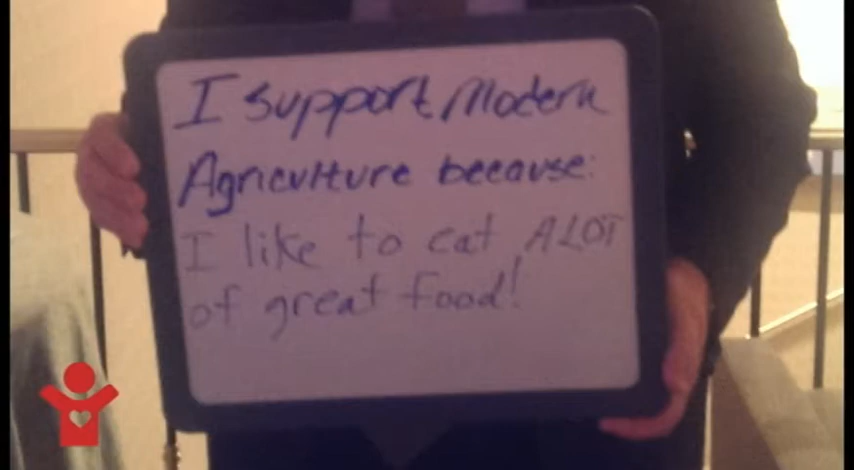 I support Modern
Agriculture because:
I like to eat ALOT
of great food!